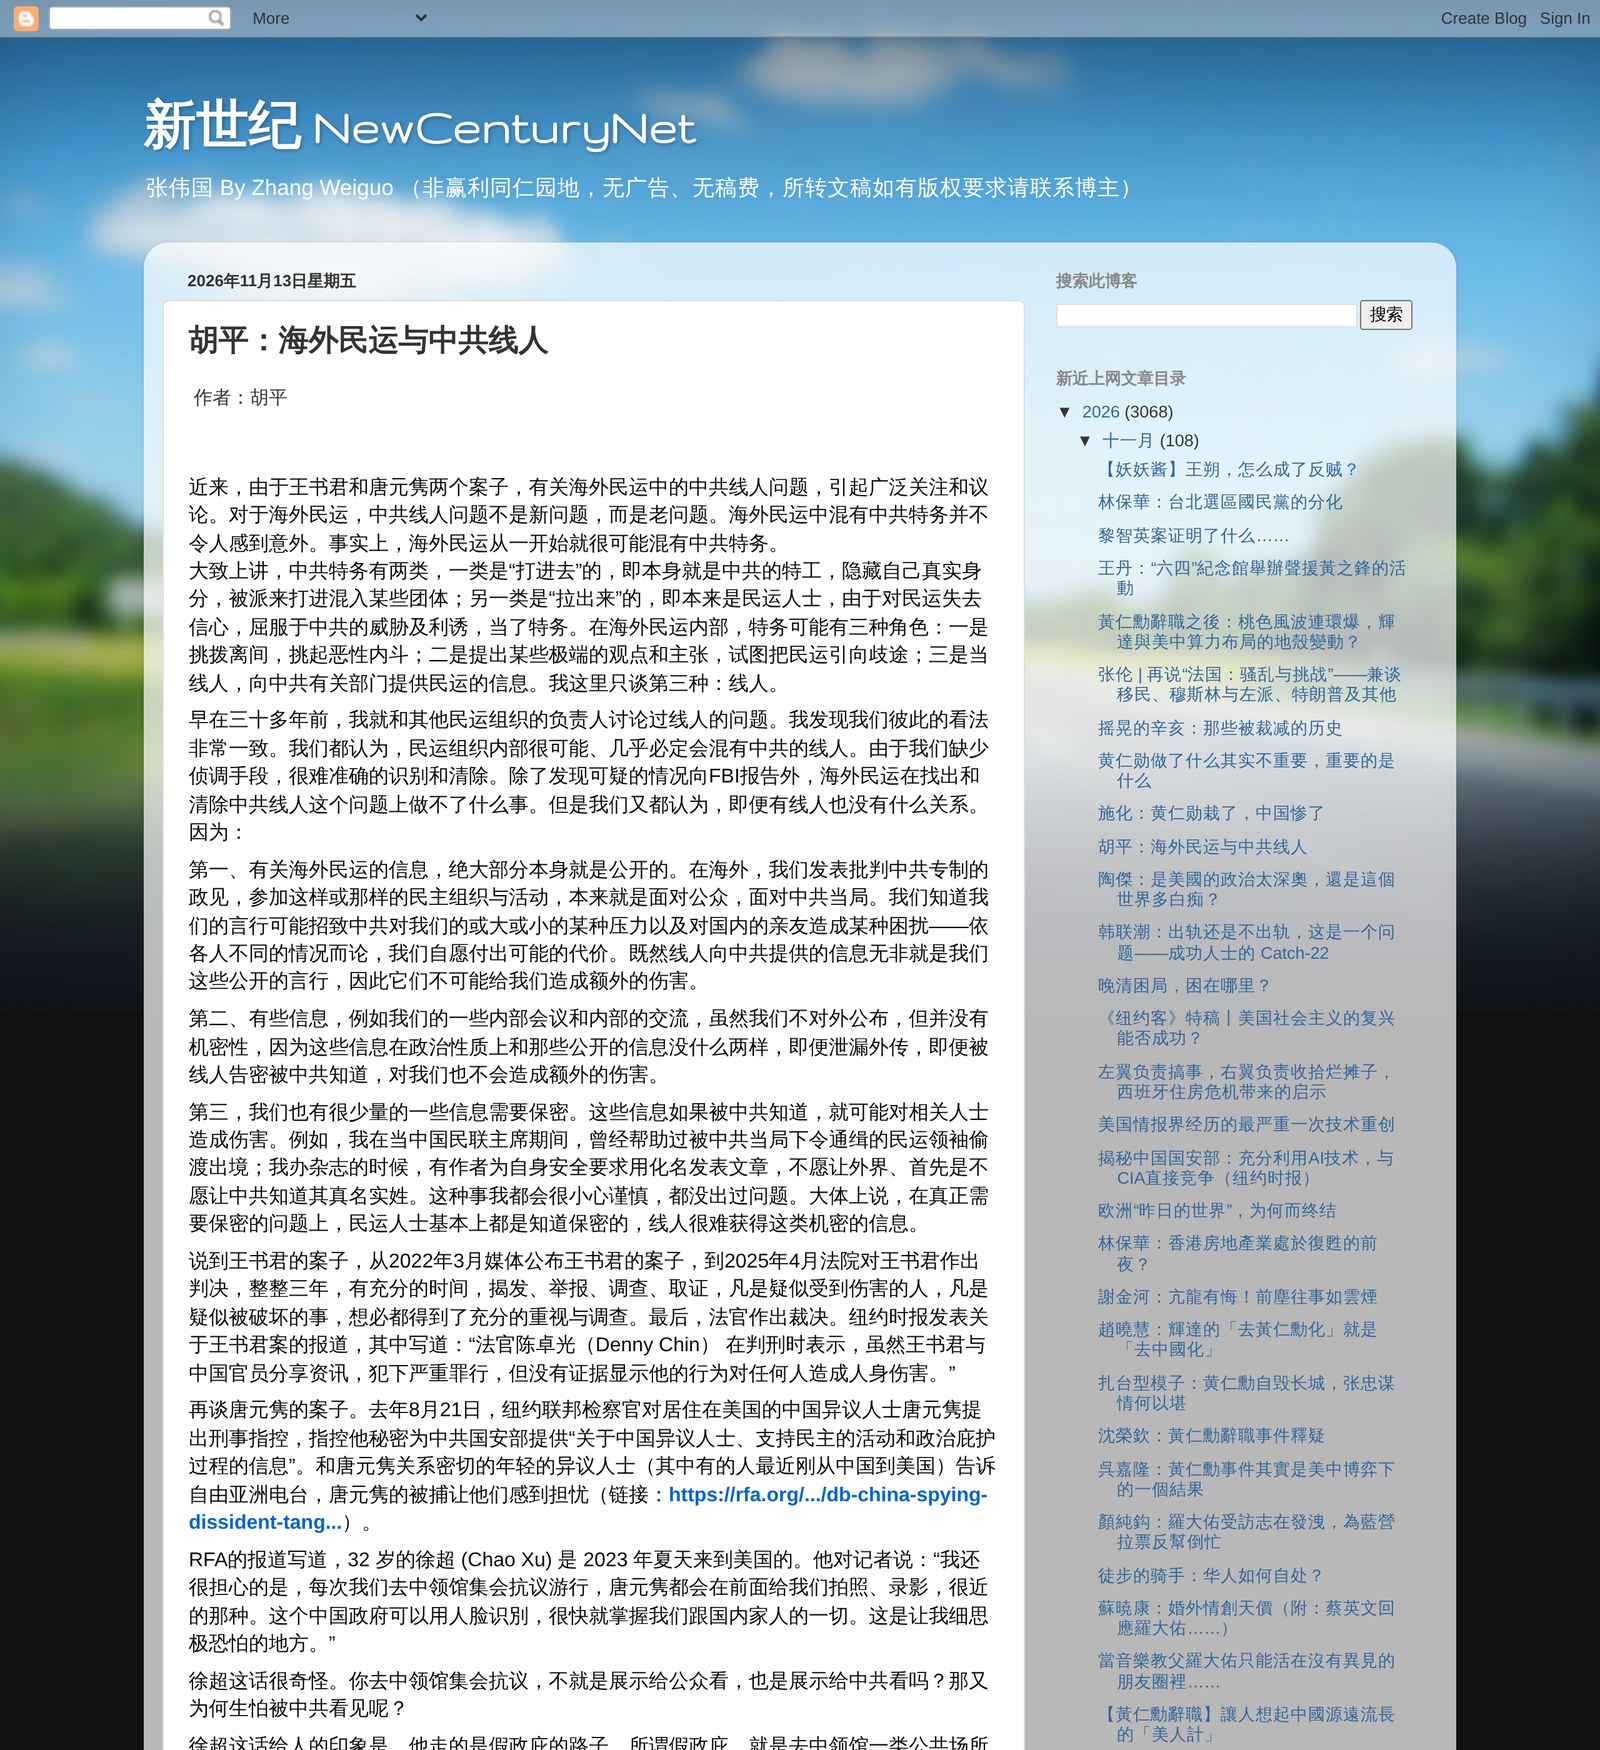 More
Create Blog Sign In
新世纪 NewCenturyNet
张伟国 By Zhang Weiguo （非赢利同仁园地，无广告、无稿费，所转文稿如有版权要求请联系博主）
2026年11月13日星期五
胡平：海外民运与中共线人
作者：胡平
近来，由于王书君和唐元隽两个案子，有关海外民运中的中共线人问题，引起广泛关注和议
论。对于海外民运，中共线人问题不是新问题，而是老问题。海外民运中混有中共特务并不
令人感到意外。事实上，海外民运从一开始就很可能混有中共特务。
大致上讲，中共特务有两类，一类是“打进去”的，即本身就是中共的特工，隐藏自己真实身
分，被派来打进混入某些团体；另一类是“拉出来”的，即本来是民运人士，由于对民运失去
信心，屈服于中共的威胁及利诱，当了特务。在海外民运内部，特务可能有三种角色：一是
挑拨离间，挑起恶性内斗；二是提出某些极端的观点和主张，试图把民运引向歧途；三是当
线人，向中共有关部门提供民运的信息。我这里只谈第三种：线人。
早在三十多年前，我就和其他民运组织的负责人讨论过线人的问题。我发现我们彼此的看法
非常一致。我们都认为，民运组织内部很可能、几乎必定会混有中共的线人。由于我们缺少
侦调手段，很难准确的识别和清除。除了发现可疑的情况向FBI报告外，海外民运在找出和
清除中共线人这个问题上做不了什么事。但是我们又都认为，即便有线人也没有什么关系。
因为：
第一、有关海外民运的信息，绝大部分本身就是公开的。在海外，我们发表批判中共专制的
政见，参加这样或那样的民主组织与活动，本来就是面对公众，面对中共当局。我们知道我
们的言行可能招致中共对我们的或大或小的某种压力以及对国内的亲友造成某种困扰——依
各人不同的情况而论，我们自愿付出可能的代价。既然线人向中共提供的信息无非就是我们
这些公开的言行，因此它们不可能给我们造成额外的伤害。
第二、有些信息，例如我们的一些内部会议和内部的交流，虽然我们不对外公布，但并没有
机密性，因为这些信息在政治性质上和那些公开的信息没什么两样，即便泄漏外传，即便被
线人告密被中共知道，对我们也不会造成额外的伤害。
第三，我们也有很少量的一些信息需要保密。这些信息如果被中共知道，就可能对相关人士
造成伤害。例如，我在当中国民联主席期间，曾经帮助过被中共当局下令通缉的民运领袖偷
渡出境；我办杂志的时候，有作者为自身安全要求用化名发表文章，不愿让外界、首先是不
愿让中共知道其真名实姓。这种事我都会很小心谨慎，都没出过问题。大体上说，在真正需
要保密的问题上，民运人士基本上都是知道保密的，线人很难获得这类机密的信息。
说到王书君的案子，从2022年3月媒体公布王书君的案子，到2025年4月法院对王书君作出
判决，整整三年，有充分的时间，揭发、举报、调查、取证，凡是疑似受到伤害的人，凡是
疑似被破坏的事，想必都得到了充分的重视与调查。最后，法官作出裁决。纽约时报发表关
于王书君案的报道，其中写道：“法官陈卓光（Denny Chin） 在判刑时表示，虽然王书君与
中国官员分享资讯，犯下严重罪行，但没有证据显示他的行为对任何人造成人身伤害。”
再谈唐元隽的案子。去年8月21日，纽约联邦检察官对居住在美国的中国异议人士唐元隽提
出刑事指控，指控他秘密为中共国安部提供“关于中国异议人士、支持民主的活动和政治庇护
过程的信息”。和唐元隽关系密切的年轻的异议人士（其中有的人最近刚从中国到美国）告诉
自由亚洲电台，唐元隽的被捕让他们感到担忧（链接：https://rfa.org/.../db-china-spying-
dissident-tang...）。
RFA的报道写道，32 岁的徐超 (Chao Xu) 是 2023 年夏天来到美国的。他对记者说：“我还
很担心的是，每次我们去中领馆集会抗议游行，唐元隽都会在前面给我们拍照、录影，很近
的那种。这个中国政府可以用人脸识别，很快就掌握我们跟国内家人的一切。这是让我细思
极恐怕的地方。”
徐超这话很奇怪。你去中领馆集会抗议，不就是展示给公众看，也是展示给中共看吗？那又
为何生怕被中共看见呢？
徐超这话给人的印象是，他走的是假政庇的路子。所谓假政庇，就是去中领馆一类公共场所
搜索此博客
搜索
新近上网文章目录
▼ 2026 (3068)
▼ 十一月 (108)
【妖妖酱】王朔，怎么成了反贼？
林保華：台北選區國民黨的分化
黎智英案证明了什么……
王丹：“六四”紀念館舉辦聲援黃之鋒的活
動
黃仁勳辭職之後：桃色風波連環爆，輝
達與美中算力布局的地殼變動？
张伦 | 再说“法国：骚乱与挑战”——兼谈
移民、穆斯林与左派、特朗普及其他
摇晃的辛亥：那些被裁减的历史
黄仁勋做了什么其实不重要，重要的是
什么
施化：黄仁勋栽了，中国惨了
胡平：海外民运与中共线人
陶傑：是美國的政治太深奧，還是這個
世界多白痴？
韩联潮：出轨还是不出轨，这是一个问
题——成功人士的 Catch-22
晚清困局，困在哪里？
《纽约客》特稿丨美国社会主义的复兴
能否成功？
左翼负责搞事，右翼负责收拾烂摊子，
西班牙住房危机带来的启示
美国情报界经历的最严重一次技术重创
揭秘中国国安部：充分利用AI技术，与
CIA直接竞争（纽约时报）
欧洲“昨日的世界”，为何而终结
林保華：香港房地產業處於復甦的前
夜？
謝金河：亢龍有悔！前塵往事如雲煙
趙曉慧：輝達的「去黃仁勳化」就是
「去中國化」
扎台型模子：黄仁勳自毁长城，张忠谋
情何以堪
沈榮欽：黃仁勳辭職事件釋疑
呉嘉隆：黃仁勳事件其實是美中博弈下
的一個結果
顏純鈎：羅大佑受訪志在發洩，為藍營
拉票反幫倒忙
徒步的骑手：华人如何自处？
蘇曉康：婚外情創天價（附：蔡英文回
應羅大佑……）
當音樂教父羅大佑只能活在沒有異見的
朋友圈裡……
【黃仁勳辭職】讓人想起中國源遠流長
的「美人計」